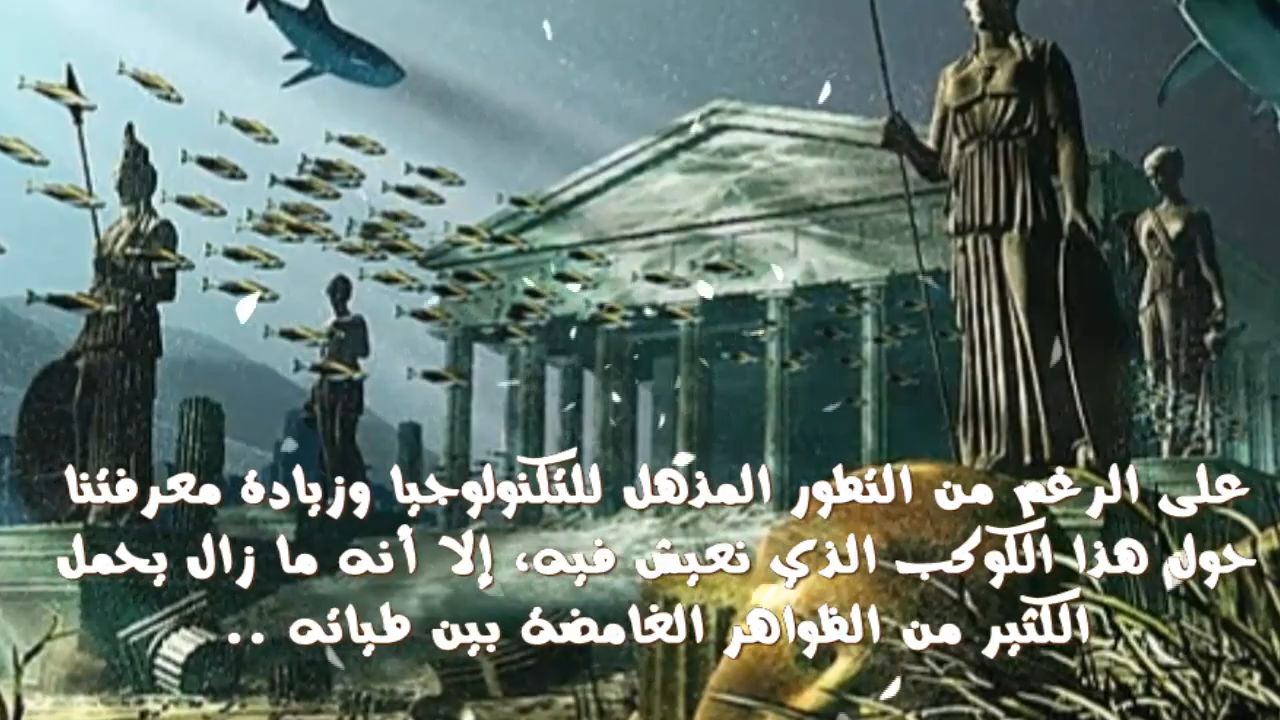 على الرغم من التطور المذهل للتكنولوجيا وزيادة معرفتنا
حول هذا الكوكب الذي نعيش فيه، إلا أنه ما زال يحمل
الكثير من الظواهر الغامضة بين طياته ..